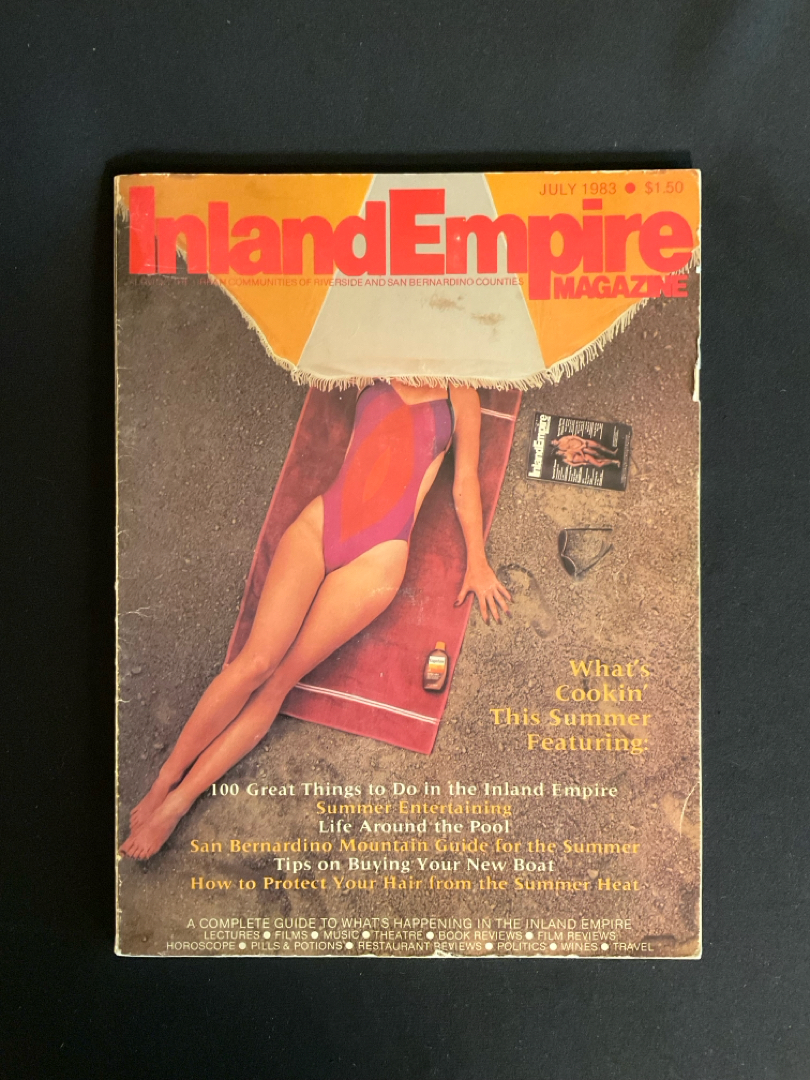 JULY 1983 ● $1.50
InlandEmpire
MAGAZINE
COMMUNITIES OF RIVERSIDE AND SAN BERNARDINO COUNTIES
InlandEmpire
What's
Cookin'
This Summer
Featuring:
100 Great Things to Do in the Inland Empire
Summer Entertaining
Life Around the Pool
San Bernardino Mountain Guide for the Summer
Tips on Buying Your New Boat
How to Protect Your Hair from the Summer Heat
A COMPLETE GUIDE TO WHAT'S HAPPENING IN THE INLAND EMPIRE
LECTURES ● FILMS ● MUSIC ● THEATRE ● BOOK REVIEWS ● FILM REVIEWS
HOROSCOPE ● PILLS & POTIONS ● RESTAURANT REVIEWS ● POLITICS ● WINES ● TRAVEL